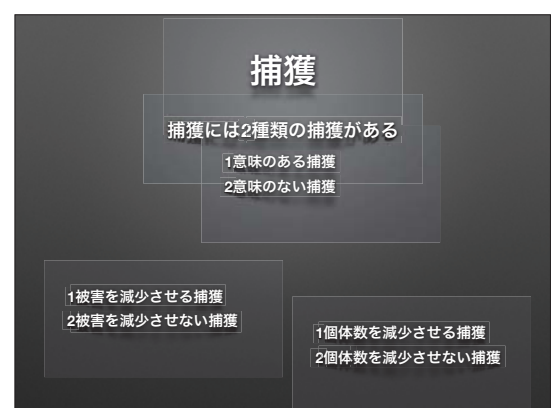 捕獲
捕獲には2種類の捕獲がある
1意味のある捕獲
2意味のない捕獲
1被害を減少させる捕獲
2被害を減少させない捕獲
1個体数を減少させる捕獲
2個体数を減少させない捕獲